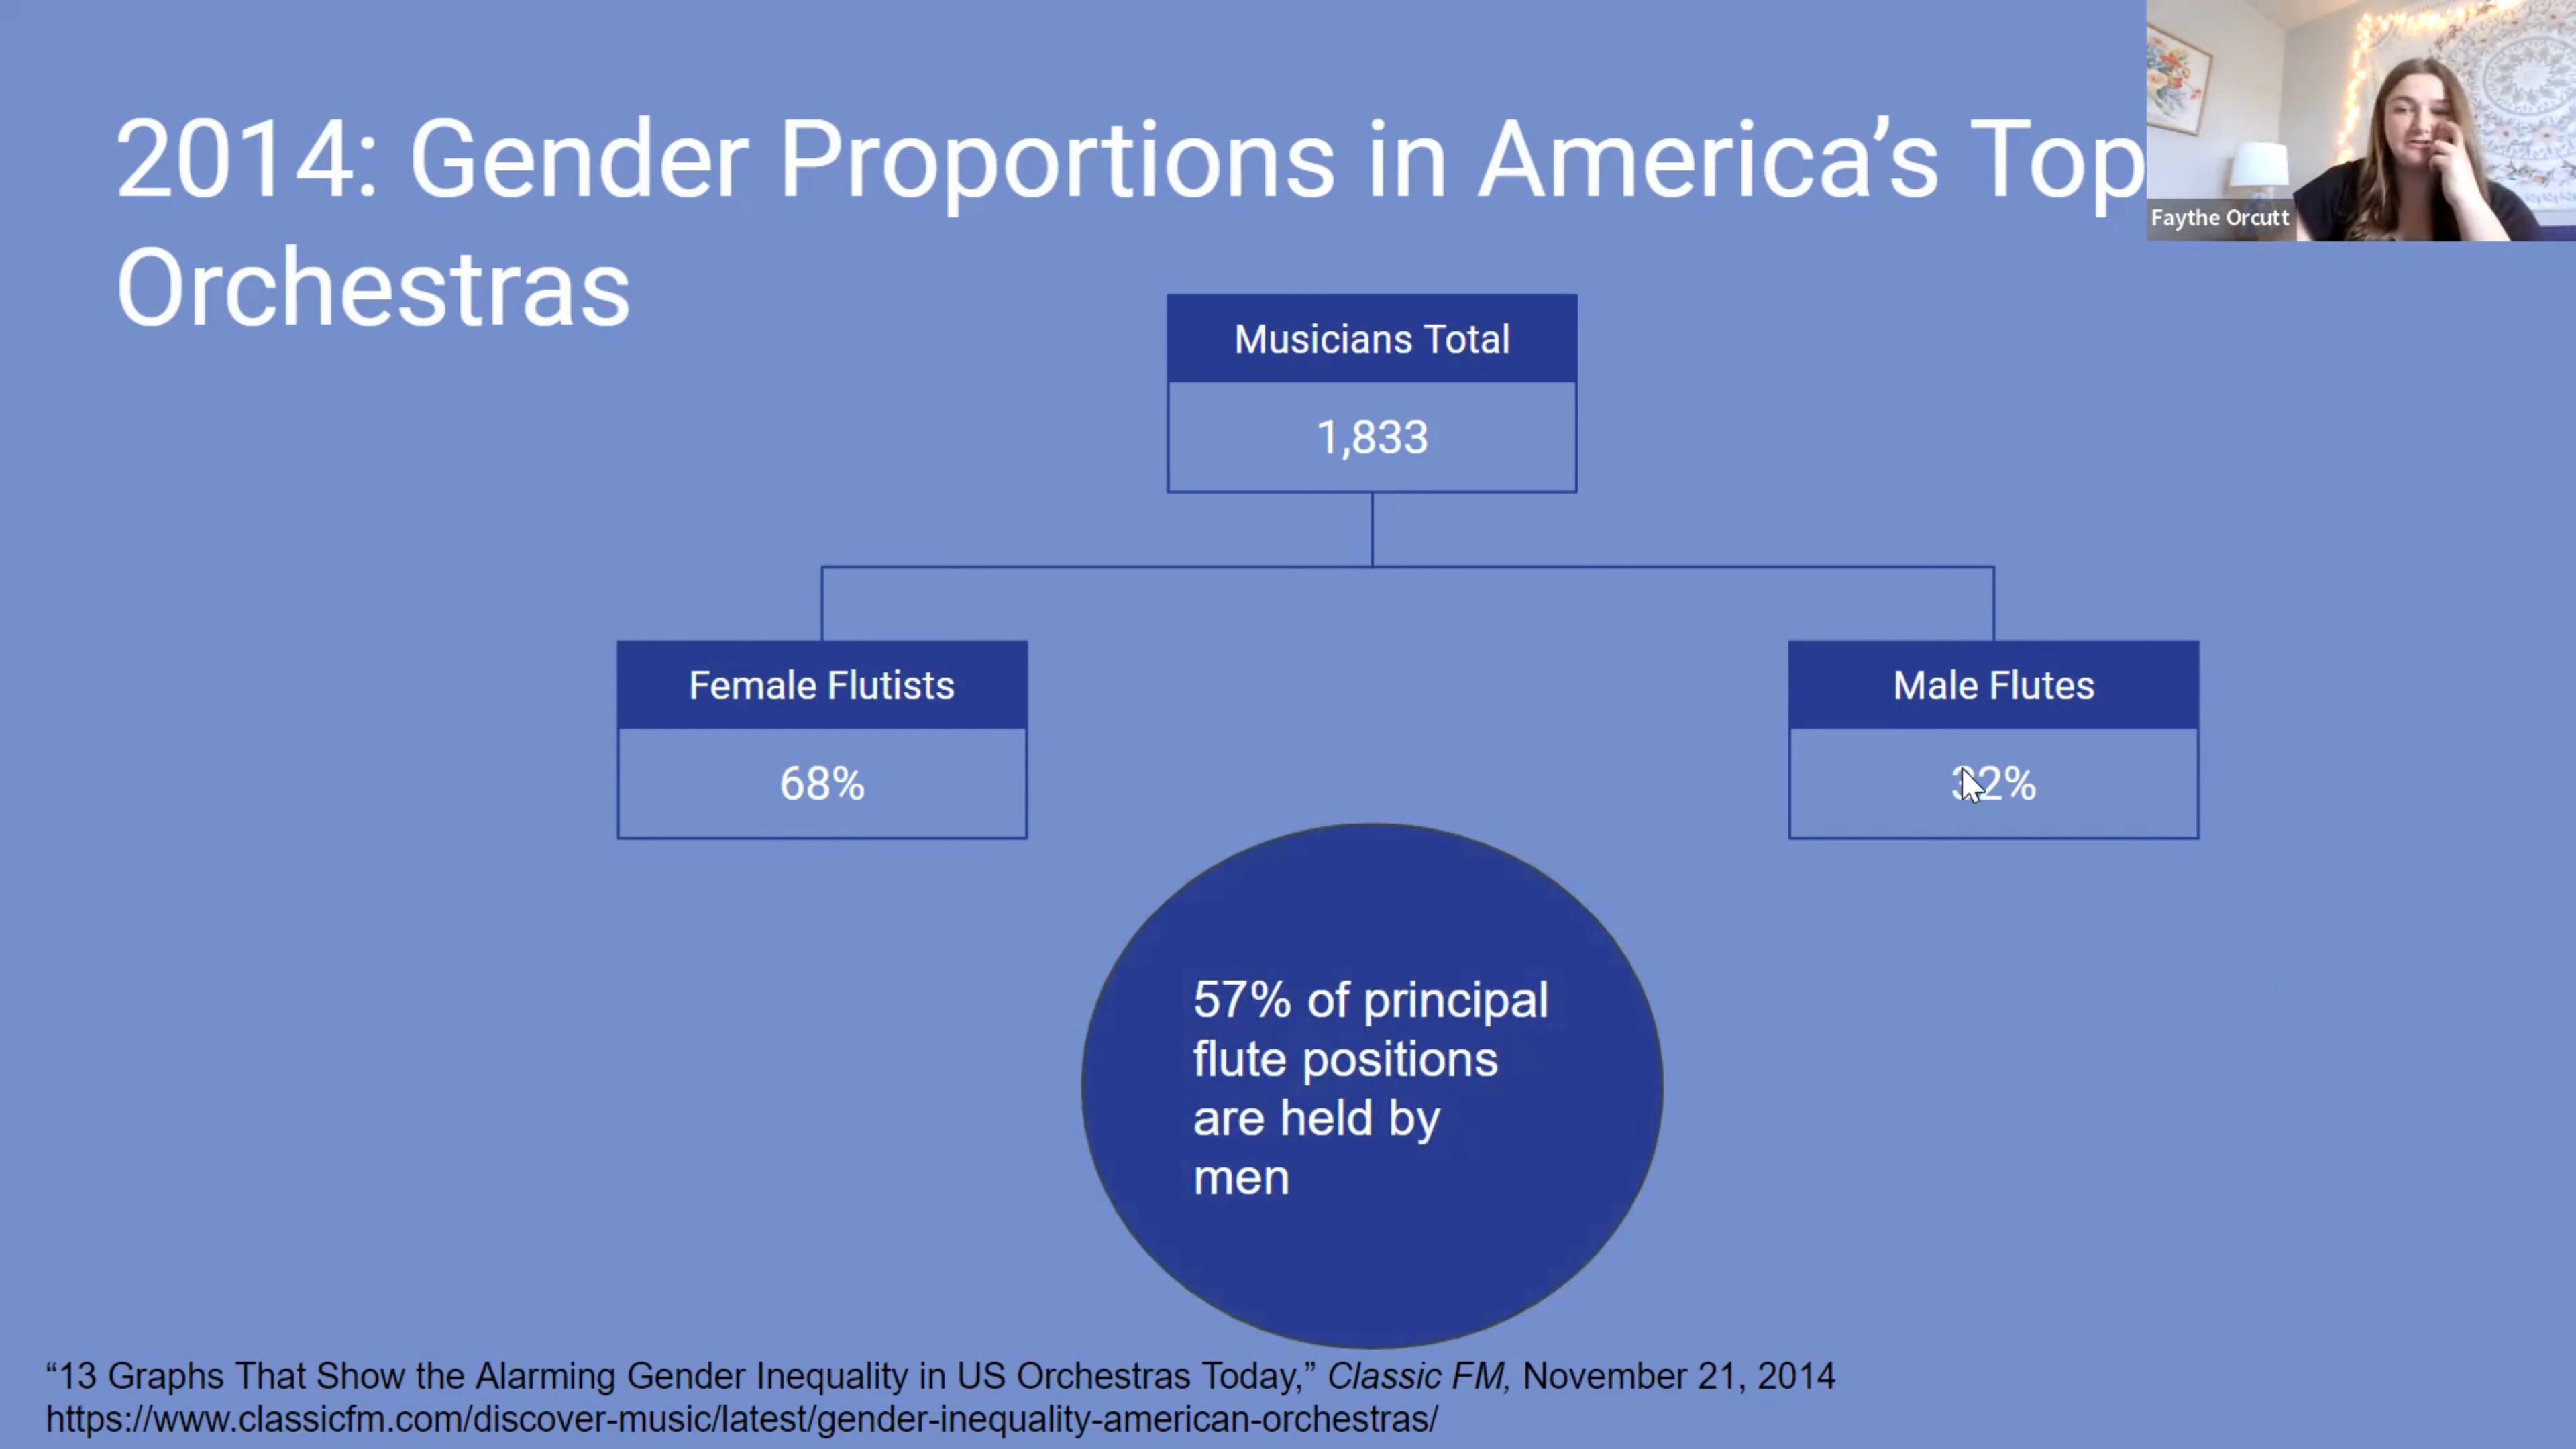 2014: Gender Proportions in America's Top
Orchestras
Faythe Orcutt
Musicians Total
1,833
Female Flutists
68%
Male Flutes
32%
57% of principal
flute positions
are held by
men
“13 Graphs That Show the Alarming Gender Inequality in US Orchestras Today,” Classic FM, November 21, 2014
https://www.classicfm.com/discover-music/latest/gender-inequality-american-orchestras/